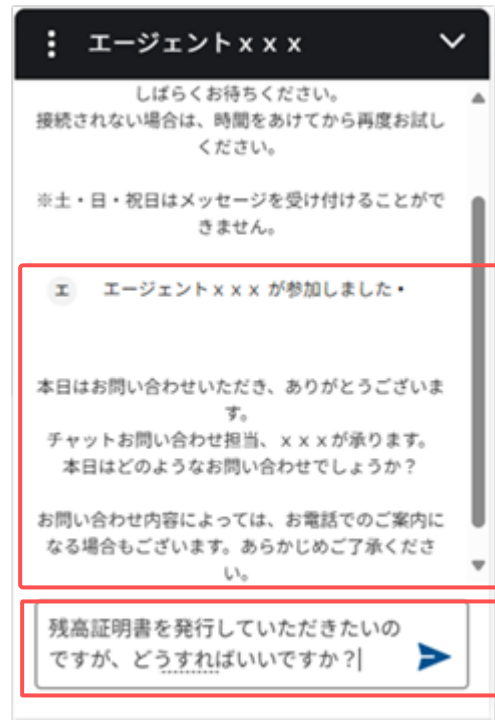 エージェントｘｘｘ
しばらくお待ちください。
接続されない場合は、時間をあけてから再度お試し
ください。
※土・日・祝日はメッセージを受け付けることがで
きません。
エ エージェントｘｘｘ が参加しました・
本日はお問い合わせいただき、ありがとうございま
す。
チャットお問い合わせ担当、ｘｘｘが承ります。
本日はどのようなお問い合わせでしょうか？
お問い合わせ内容によっては、お電話でのご案内に
なる場合もございます。あらかじめご了承くださ
い。
残高証明書を発行していただきたいの
ですが、どうすればいいですか？